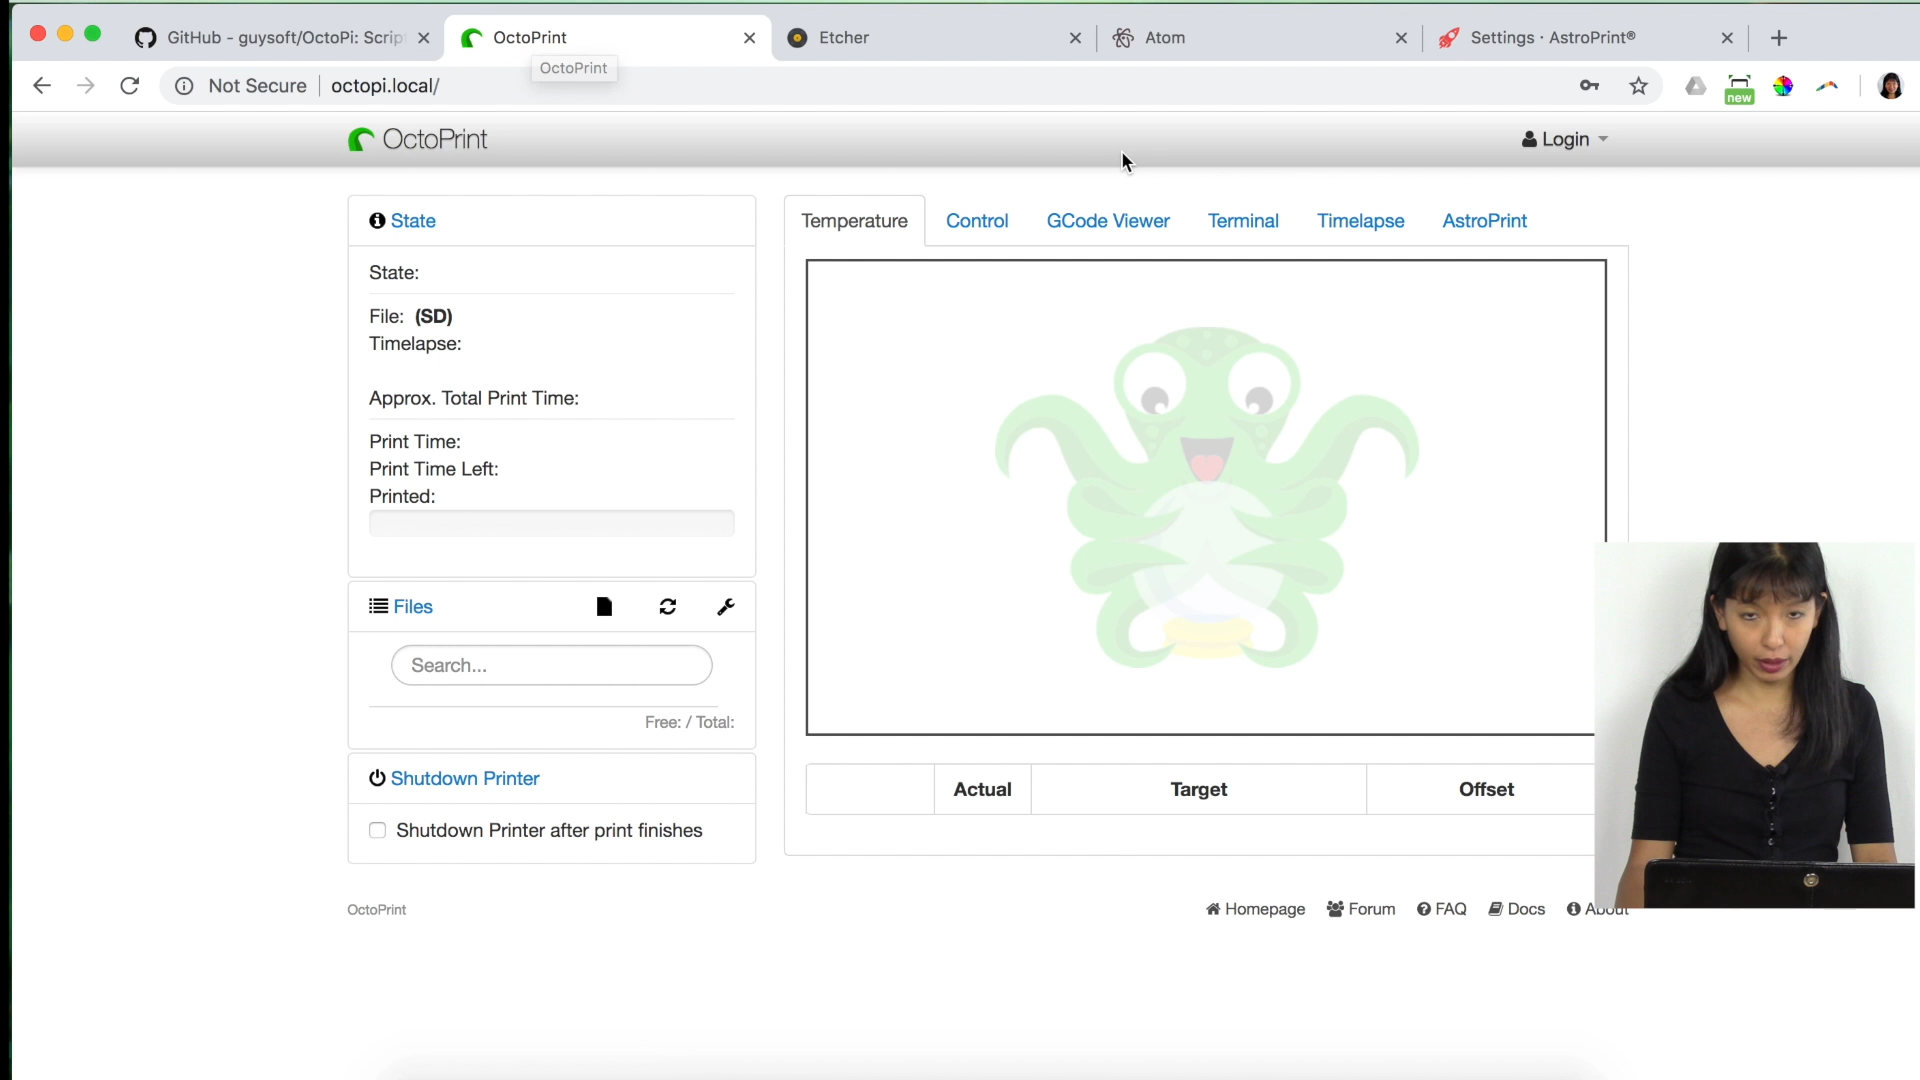 GitHub - guysoft/OctoPi: Scrip
OctoPrint
Etcher
Atom
Settings · AstroPrint®
OctoPrint
Not Secure
octopi.local/
new
OctoPrint
Login
State
Temperature
Control
GCode Viewer
Terminal
Timelapse
AstroPrint
State:
File: (SD)
Timelapse:
Approx. Total Print Time:
Print Time:
Print Time Left:
Printed:
Files
Search...
Free: / Total:
Shutdown Printer
Shutdown Printer after print finishes
Actual
Target
Offset
OctoPrint
Homepage
Forum
FAQ
Docs
About